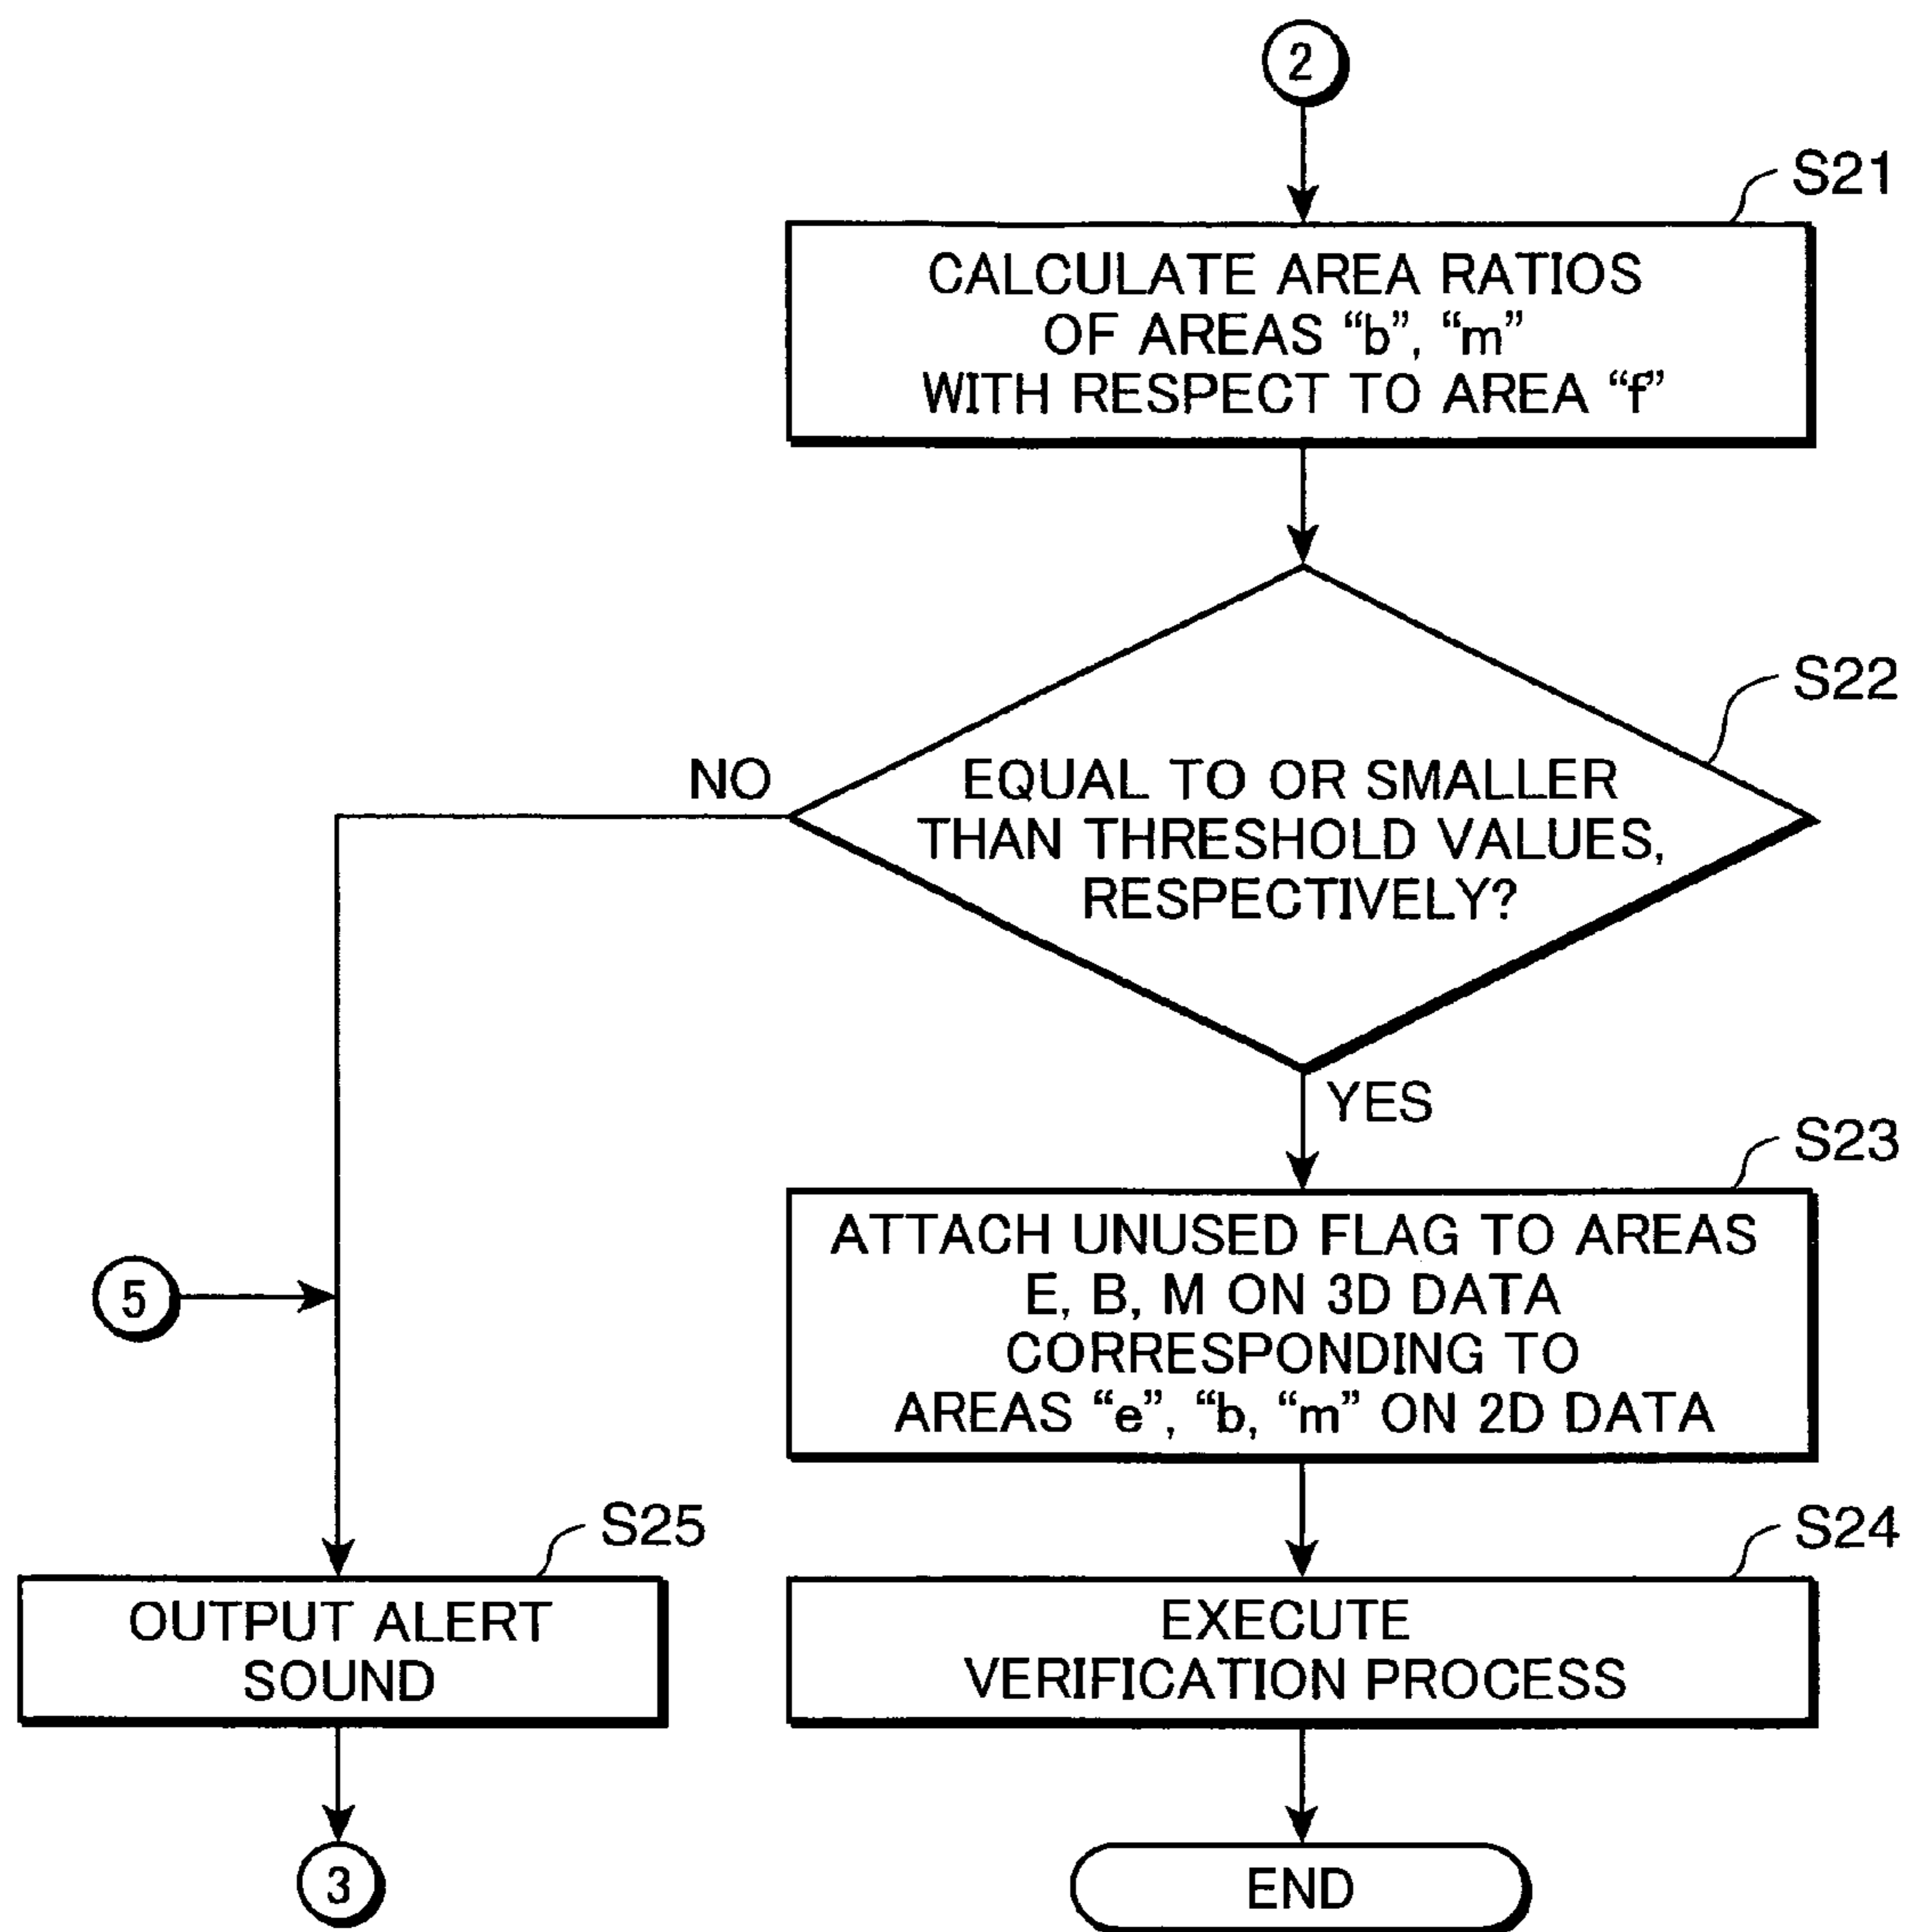 2
S21
CALCULATE AREA RATIOS
OF AREAS “b”, “m”
WITH RESPECT TO AREA “f”
S22
NO
EQUAL TO OR SMALLER
THAN THRESHOLD VALUES,
RESPECTIVELY?
YES
S23
ATTACH UNUSED FLAG TO AREAS
E, B, M ON 3D DATA
CORRESPONDING TO
AREAS “e”, “b, “m” ON 2D DATA
5
S25
OUTPUT ALERT
SOUND
S24
EXECUTE
VERIFICATION PROCESS
3
END